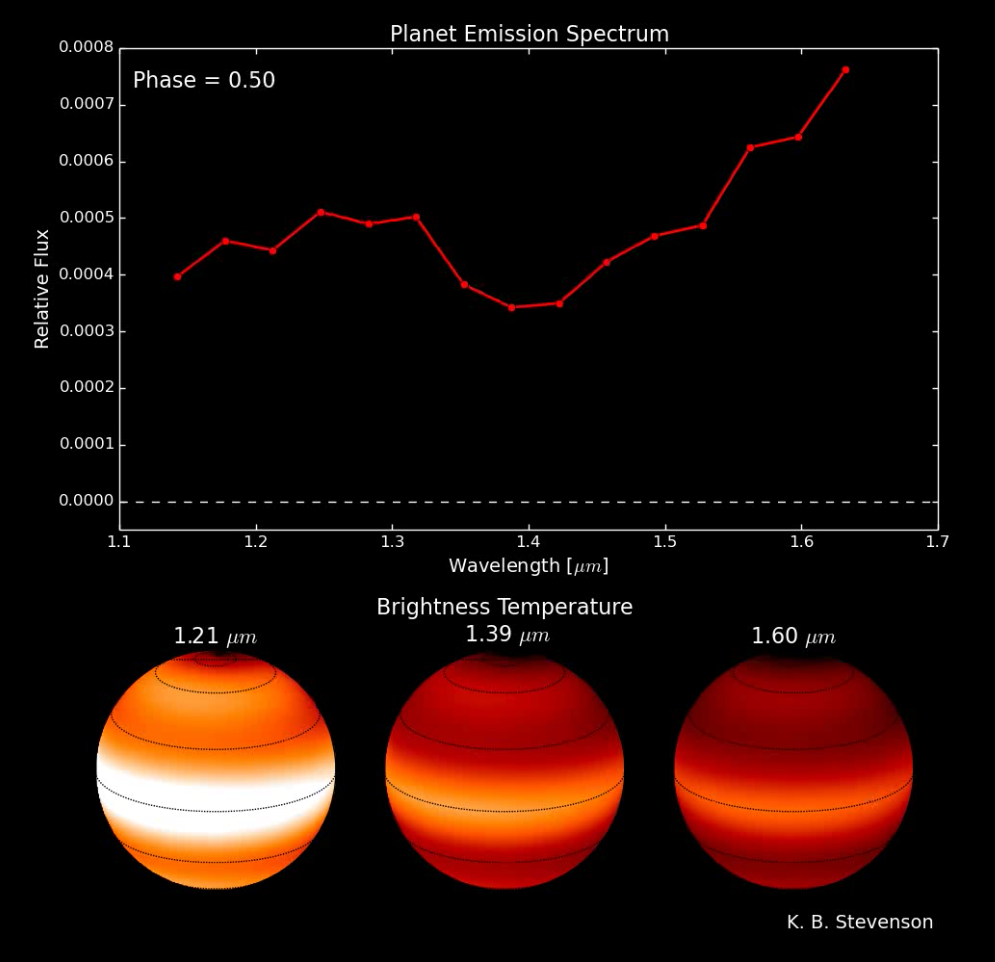 Planet Emission Spectrum
Phase = 0.50
0.0008
0.0007
0.0006
0.0005
0.0004
0.0003
0.0002
0.0001
0.0000
Relative Flux
1.1 1.2 1.3 1.4 1.5 1.6 1.7
Wavelength [μm]
Brightness Temperature
1.21 μm 1.39 μm 1.60 μm
K. B. Stevenson